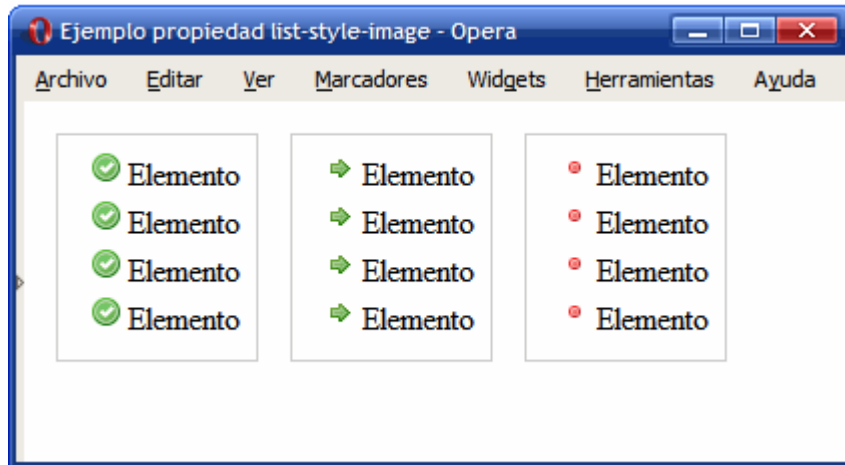 Ejemplo propiedad list-style-image - Opera
Archivo Editar Ver Marcadores Widgets Herramientas Ayuda
Elemento Elemento Elemento
Elemento Elemento Elemento
Elemento Elemento Elemento
Elemento Elemento Elemento